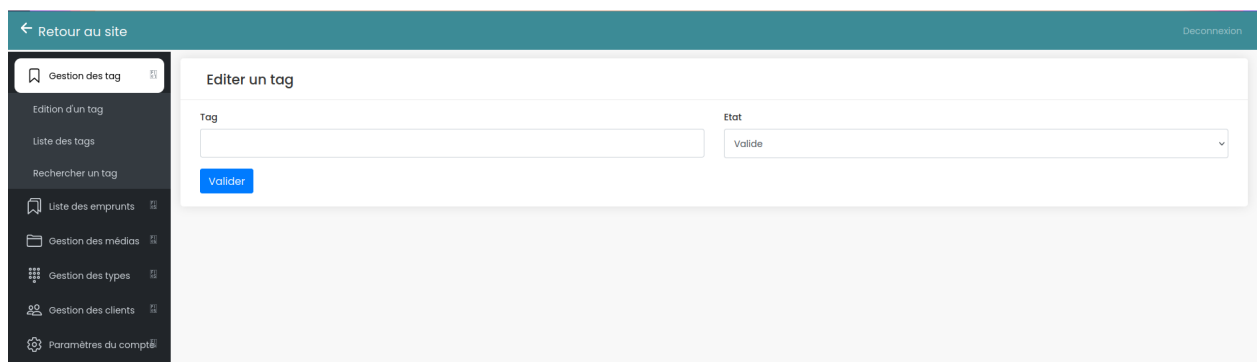 Retour au site
Deconnexion
Gestion des tag
Edition d'un tag
Liste des tags
Rechercher un tag
Liste des emprunts
Gestion des médias
Gestion des types
Gestion des clients
Paramètres du compte
Editer un tag
Tag
Etat
Valide
Valider